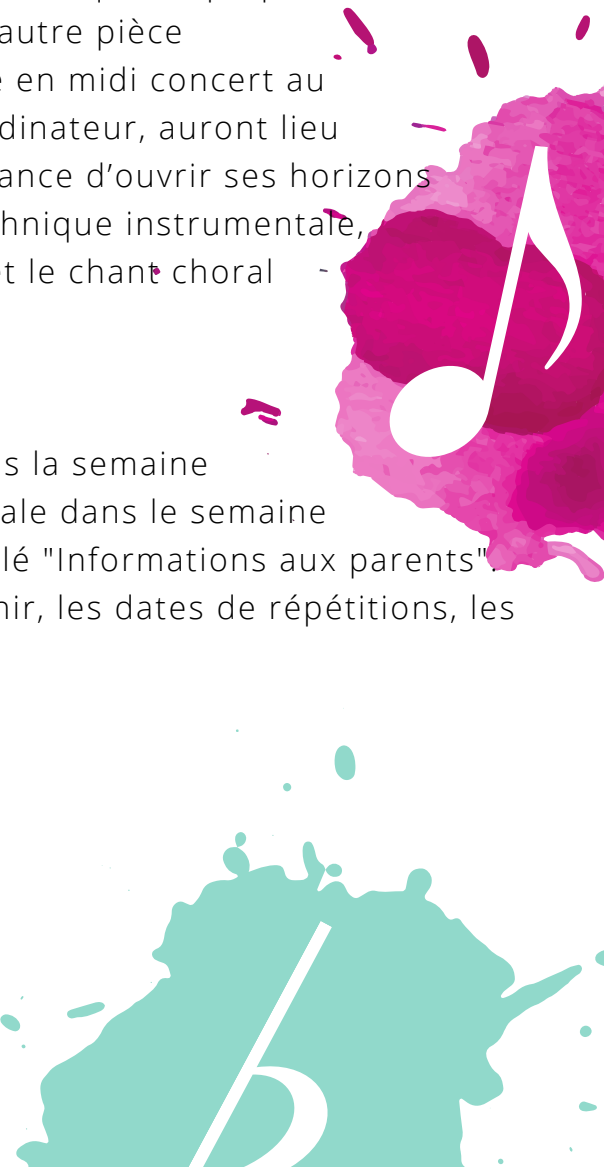 autre pièce
en midi concert au
dinateur, auront lieu
ance d’ouvrir ses horizons
hnique instrumentale,
t le chant choral
s la semaine
ale dans le semaine
lé "Informations aux parents".
nir, les dates de répétitions, les